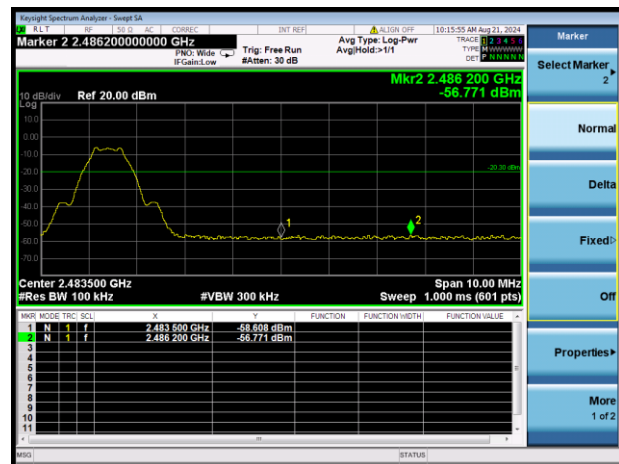 Keysight Spectrum Analyzer - Swept SA
RLT RF 50 Ω AC CORREC INT REF ALIGN OFF 10:15:55 AM Aug 21, 2024
Marker 2 2.486200000000 GHz
PNO: Wide Trig: Free Run
IFGain:Low #Atten: 30 dB
Avg Type: Log-Pwr
Avg|Hold:>1/1
TRACE 1 2 3 4 5 6
TYPE M WWWWW
DET P NNNNN
Mkr2 2.486 200 GHz
-56.771 dBm
10 dB/div Ref 20.00 dBm
Log
10.0
0.00
-10.0
-20.0
-20.30 dBm
-30.0
-40.0
-50.0
1
2
-60.0
-70.0
Center 2.483500 GHz Span 10.00 MHz
#Res BW 100 kHz #VBW 300 kHz Sweep 1.000 ms (601 pts)
MKR MODE TRC SCL X Y FUNCTION FUNCTION WIDTH FUNCTION VALUE
1 N 1 f 2.483 500 GHz -58.608 dBm
2 N 1 f 2.486 200 GHz -56.771 dBm
3
4
5
6
7
8
9
10
11
MSG STATUS
Marker
Select Marker
2
Normal
Delta
Fixed
Off
Properties
More
1 of 2